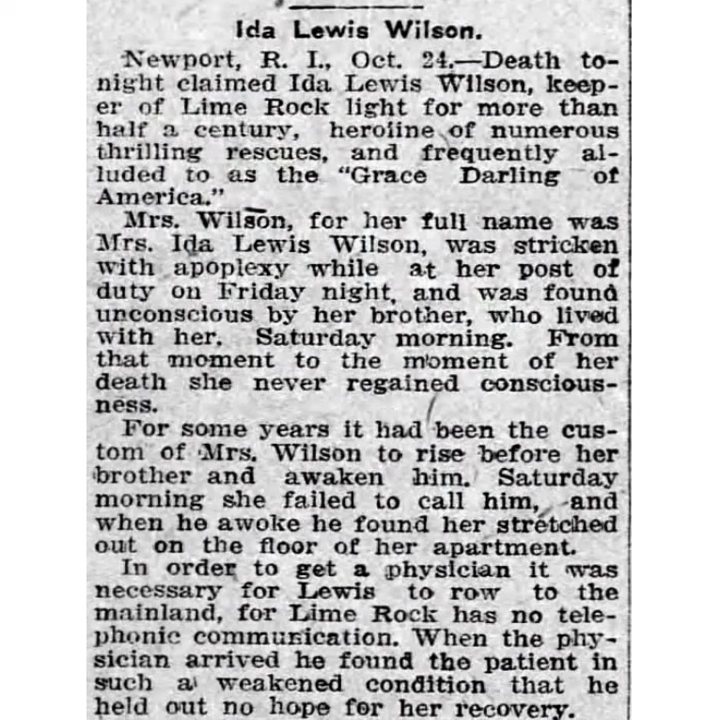 Ida Lewis Wilson.
Newport, R. I., Oct. 24.—Death to-
night claimed Ida Lewis Wilson, keep-
er of Lime Rock light for more than
half a century, heroiine of numerous
thrilling rescues, and frequently al-
luded to as the "Grace Darling of
America."
Mrs. Wilson, for her full name was
Mrs. Ida Lewis Wilson, was stricken
with apoplexy while at her post of
duty on Friday night, and was found
unconscious by her brother, who lived
with her. Saturday morning. From
that moment to the moment of her
death she never regained conscious-
ness.
For some years it had been the cus-
tom of Mrs. Wilson to rise before her
brother and awaken him. Saturday
morning she failed to call him, and
when he awoke he found her stretched
out on the floor of her apartment.
In order to get a physician it was
necessary for Lewis to row to the
mainland, for Lime Rock has no tele-
phonic communication. When the phy-
sician arrived he found the patient in
such a weakened condition that he
held out no hope for her recovery.